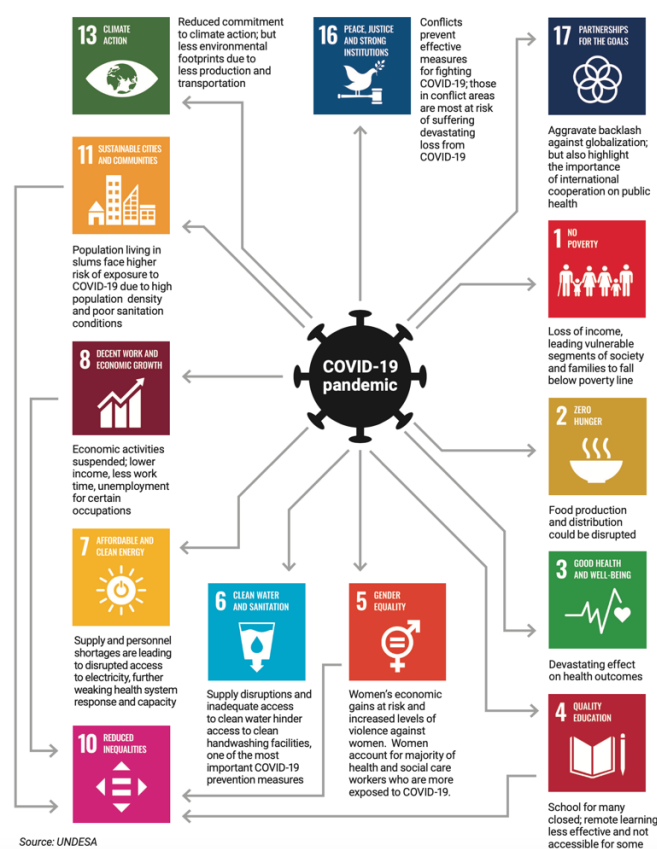 13 CLIMATE
ACTION
Reduced commitment
to climate action; but
less environmental
footprints due to
less production and
transportation
16 PEACE, JUSTICE
AND STRONG
INSTITUTIONS
Conflicts
prevent
effective
measures
for fighting
COVID-19; those
in conflict areas
are most at risk
of suffering
devastating
loss from
COVID-19
17 PARTNERSHIPS
FOR THE GOALS
Aggravate backlash
against globalization;
but also highlight
the importance
of international
cooperation on public
health
11 SUSTAINABLE CITIES
AND COMMUNITIES
Population living in
slums face higher
risk of exposure to
COVID-19 due to high
population density
and poor sanitation
conditions
1 NO
POVERTY
Loss of income,
leading vulnerable
segments of society
and families to fall
below poverty line
COVID-19
pandemic
8 DECENT WORK AND
ECONOMIC GROWTH
Economic activities
suspended; lower
income, less work
time, unemployment
for certain
occupations
2 ZERO
HUNGER
Food production
and distribution
could be disrupted
7 AFFORDABLE AND
CLEAN ENERGY
Supply and personnel
shortages are leading
to disrupted access
to electricity, further
weaking health system
response and capacity
6 CLEAN WATER
AND SANITATION
Supply disruptions and
inadequate access
to clean water hinder
access to clean
handwashing facilities,
one of the most
important COVID-19
prevention measures
5 GENDER
EQUALITY
Women's economic
gains at risk and
increased levels of
violence against
women. Women
account for majority of
health and social care
workers who are more
exposed to COVID-19.
3 GOOD HEALTH
AND WELL-BEING
Devastating effect
on health outcomes
4 QUALITY
EDUCATION
School for many
closed; remote learning
less effective and not
accessible for some
10 REDUCED
INEQUALITIES
Source: UNDESA